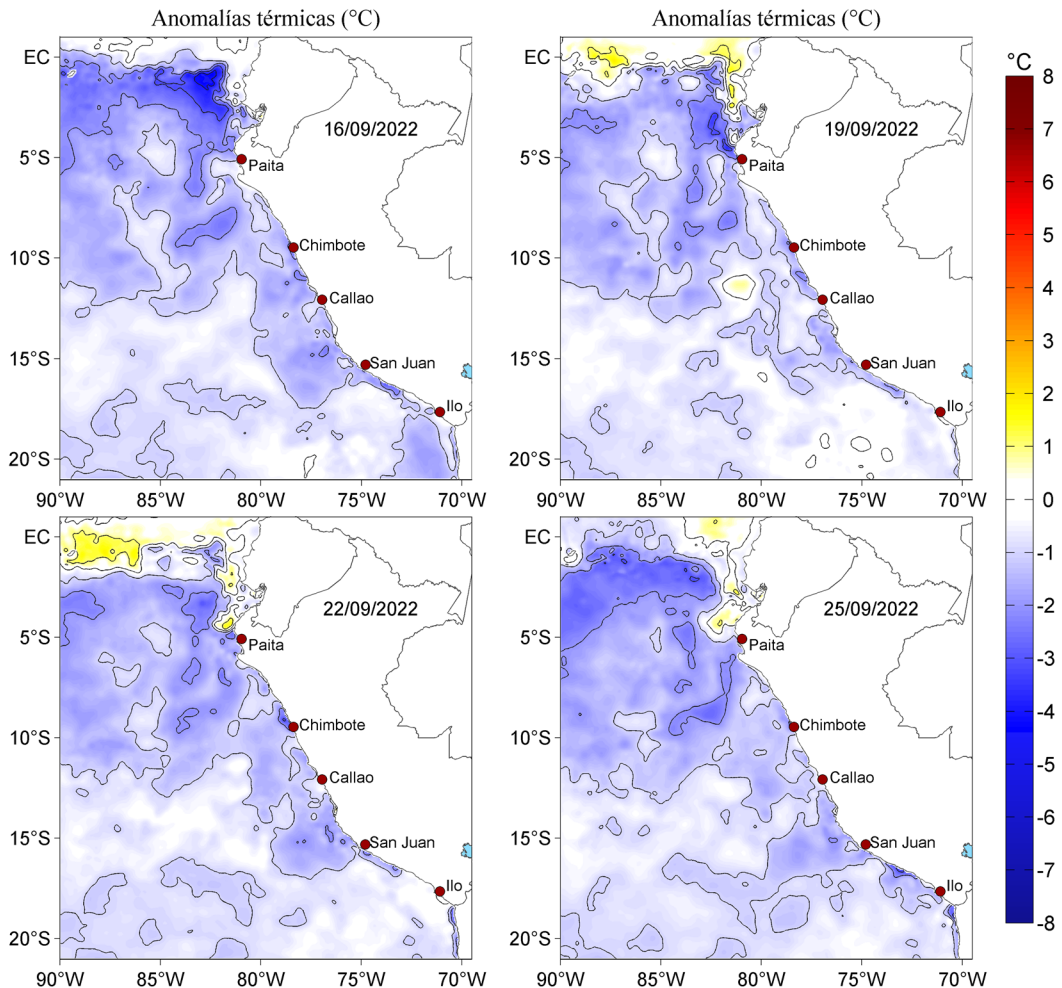 Anomalías térmicas (°C)
Anomalías térmicas (°C)
EC
5°S
10°S
15°S
20°S
90°W
85°W
80°W
75°W
70°W
16/09/2022
Paita
Chimbote
Callao
San Juan
Ilo
EC
5°S
10°S
15°S
20°S
90°W
85°W
80°W
75°W
70°W
19/09/2022
Paita
Chimbote
Callao
San Juan
Ilo
EC
5°S
10°S
15°S
20°S
90°W
85°W
80°W
75°W
70°W
22/09/2022
Paita
Chimbote
Callao
San Juan
Ilo
EC
5°S
10°S
15°S
20°S
90°W
85°W
80°W
75°W
70°W
25/09/2022
Paita
Chimbote
Callao
San Juan
Ilo
°C
8
7
6
5
4
3
2
1
0
-1
-2
-3
-4
-5
-6
-7
-8